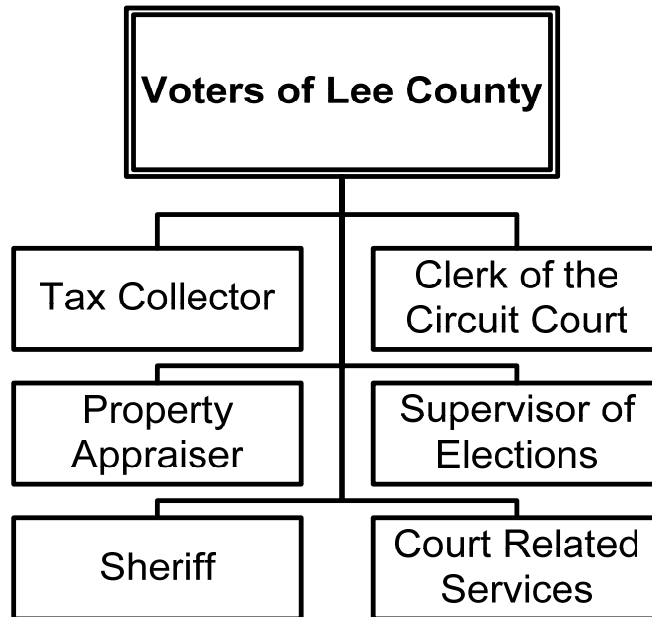 Voters of Lee County
Tax Collector
Clerk of the
Circuit Court
Property
Appraiser
Supervisor of
Elections
Sheriff
Court Related
Services